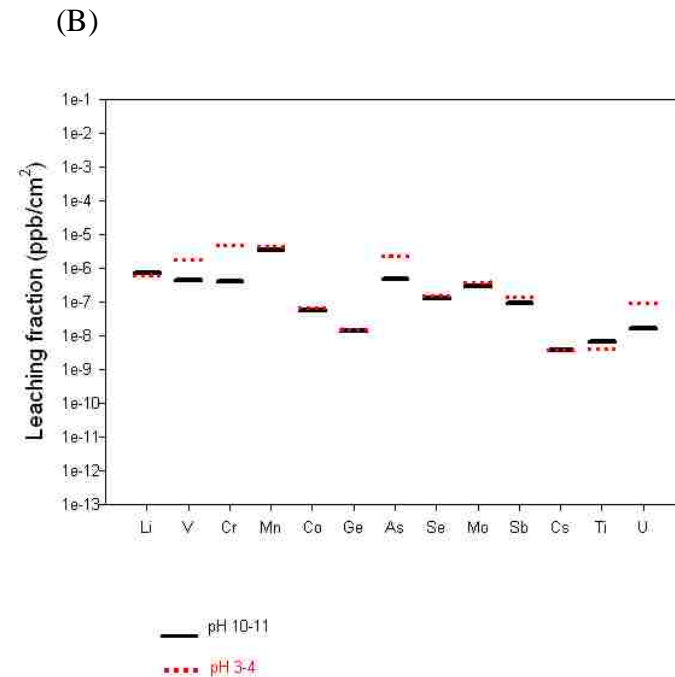 (B)
Leaching fraction (ppb/cm²)
1e-1
1e-2
1e-3
1e-4
1e-5
1e-6
1e-7
1e-8
1e-9
1e-10
1e-11
1e-12
1e-13
Li V Cr Mn Co Ge As Se Mo Sb Cs Ti U
pH 10-11
pH 3-4